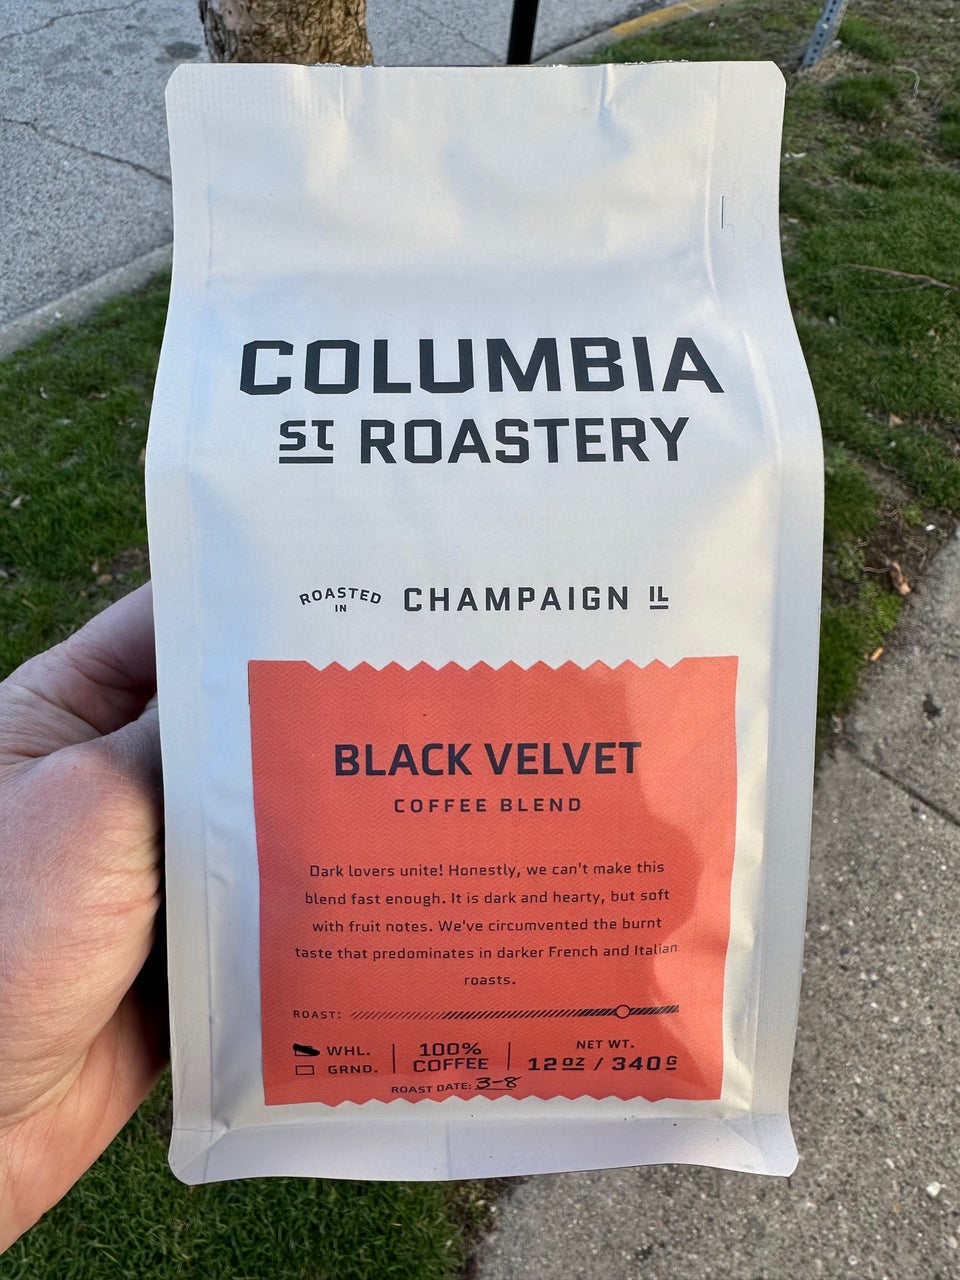 COLUMBIA
ST ROASTERY
ROASTED IN CHAMPAIGN IL
BLACK VELVET
COFFEE BLEND
Dark lovers unite! Honestly, we can't make this
blend fast enough. It is dark and hearty, but soft
with fruit notes. We've circumvented the burnt
taste that predominates in darker French and Italian
roasts.
ROAST:
WHL.
GRND.
100%
COFFEE
NET WT.
12 OZ / 340 G
ROAST DATE: 3-8